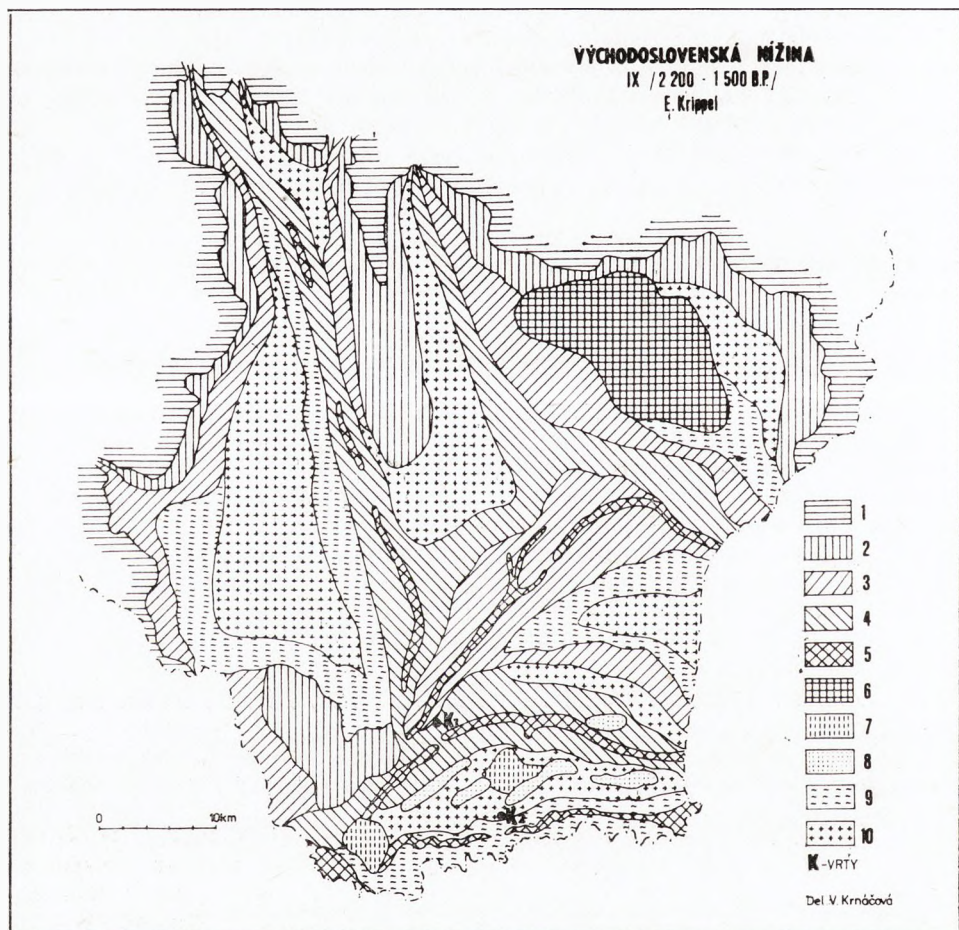 VÝCHODOSLOVENSKÁ NÍŽINA
IX /2 200 - 1 500 B.P./
E. Krippel
1
2
3
4
5
6
7
8
9
10
K-VRTY
K1
K2
0 10km
Del. V. Krnáčová